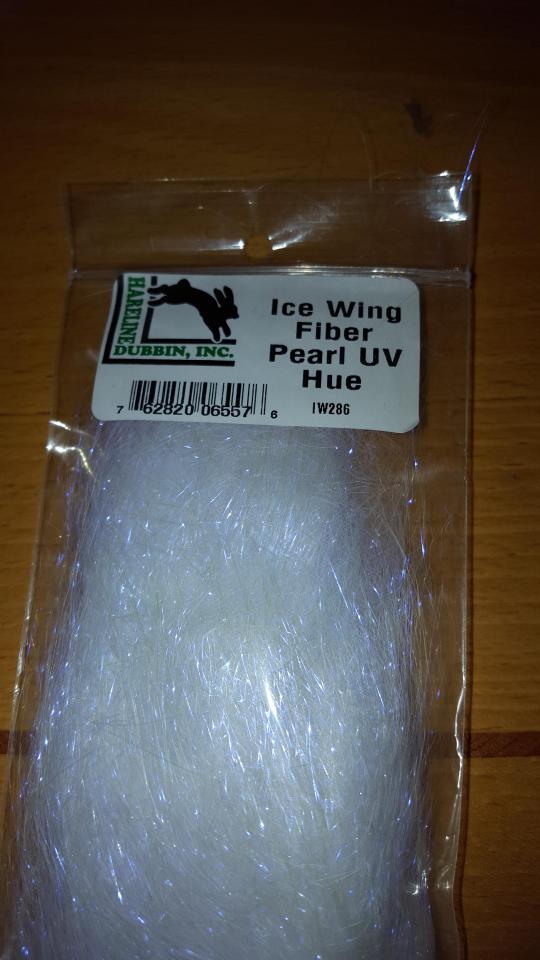 HARELINE
DUBBIN, INC.
Ice Wing
Fiber
Pearl UV
Hue
7 62820 06557 6
IW286